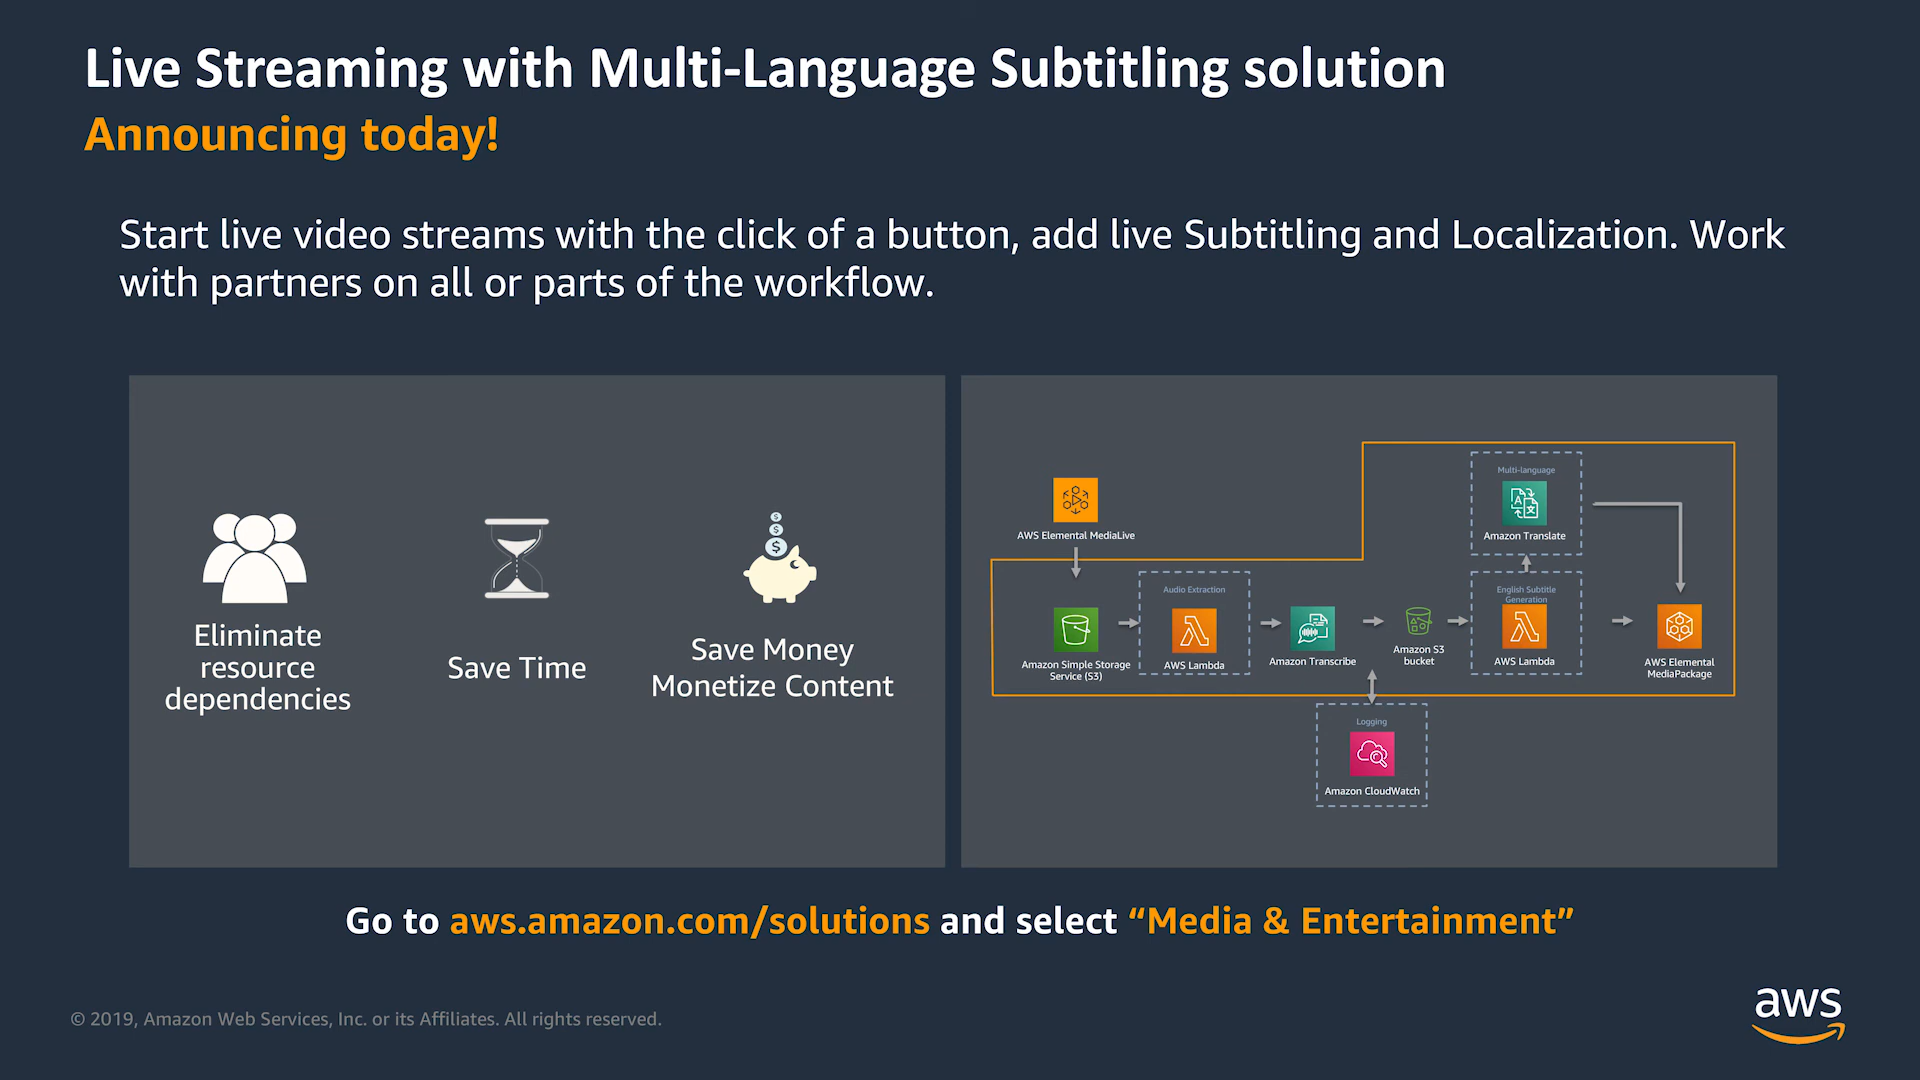 Live Streaming with Multi-Language Subtitling solution
Announcing today!
Start live video streams with the click of a button, add live Subtitling and Localization. Work
with partners on all or parts of the workflow.
Eliminate
resource
dependencies
Save Time
Save Money
Monetize Content
AWS Elemental MediaLive
Multi-language
Amazon Translate
Amazon Simple Storage
Service (S3)
Audio Extraction
AWS Lambda
Amazon Transcribe
Amazon S3
bucket
English Subtitle
Generation
AWS Lambda
AWS Elemental
MediaPackage
Logging
Amazon CloudWatch
Go to aws.amazon.com/solutions and select “Media & Entertainment”
© 2019, Amazon Web Services, Inc. or its Affiliates. All rights reserved.
aws